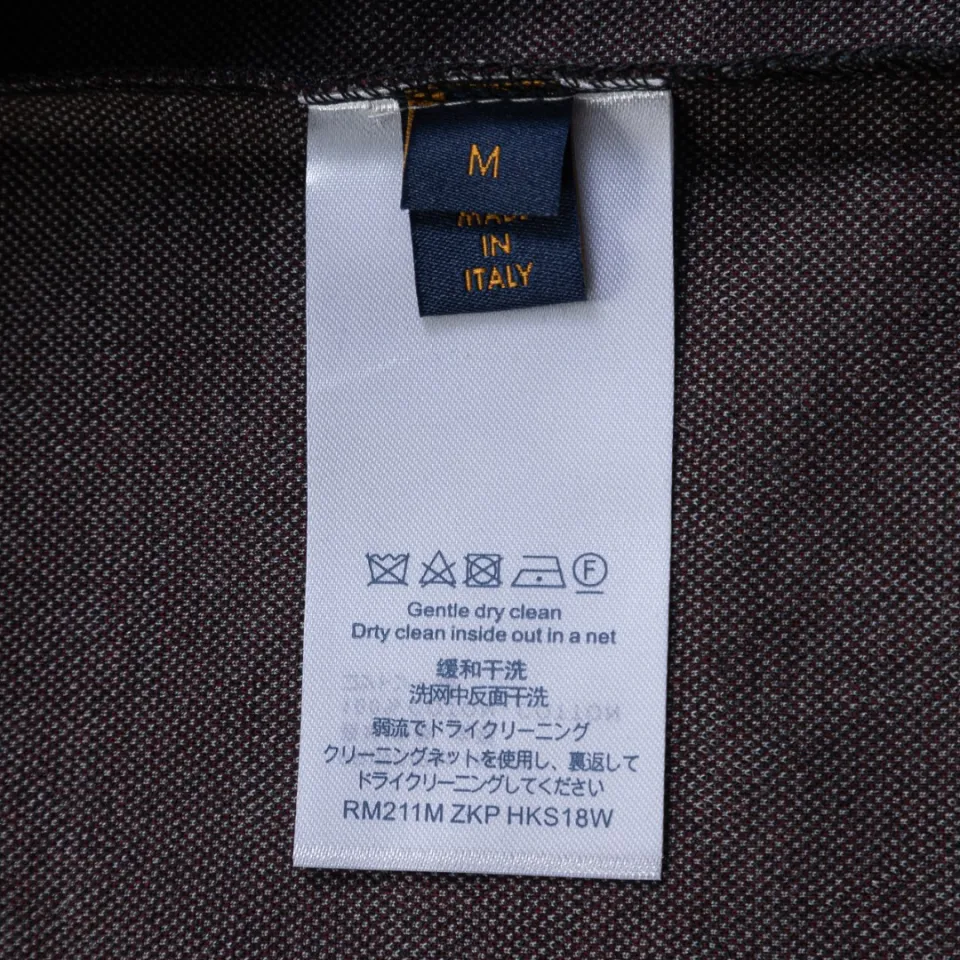 M
MADE
IN
ITALY
F
Gentle dry clean
Drty clean inside out in a net
缓和干洗
洗网中反面干洗
弱流でドライクリーニング
クリーニングネットを使用し、裏返して
ドライクリーニングしてください
RM211M ZKP HKS18W